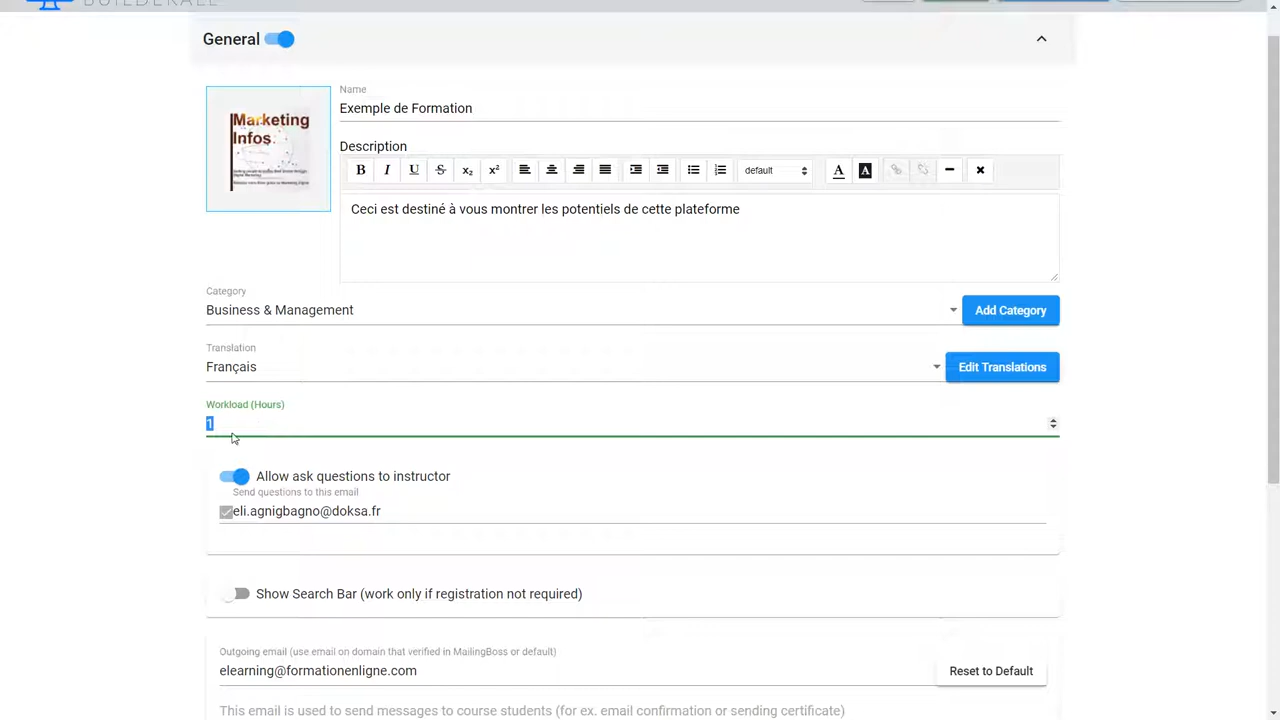 BUILDERALL
General
Marketing
Infos
Name
Exemple de Formation
Description
B I U S x₂ x² default A A
Ceci est destiné à vous montrer les potentiels de cette plateforme
Category
Business & Management
Add Category
Translation
Français
Edit Translations
Workload (Hours)
1
Allow ask questions to instructor
Send questions to this email
eli.agnigbagno@doksa.fr
Show Search Bar (work only if registration not required)
Outgoing email (use email on domain that verified in MailingBoss or default)
elearning@formationenligne.com
Reset to Default
This email is used to send messages to course students (for ex. email confirmation or sending certificate)